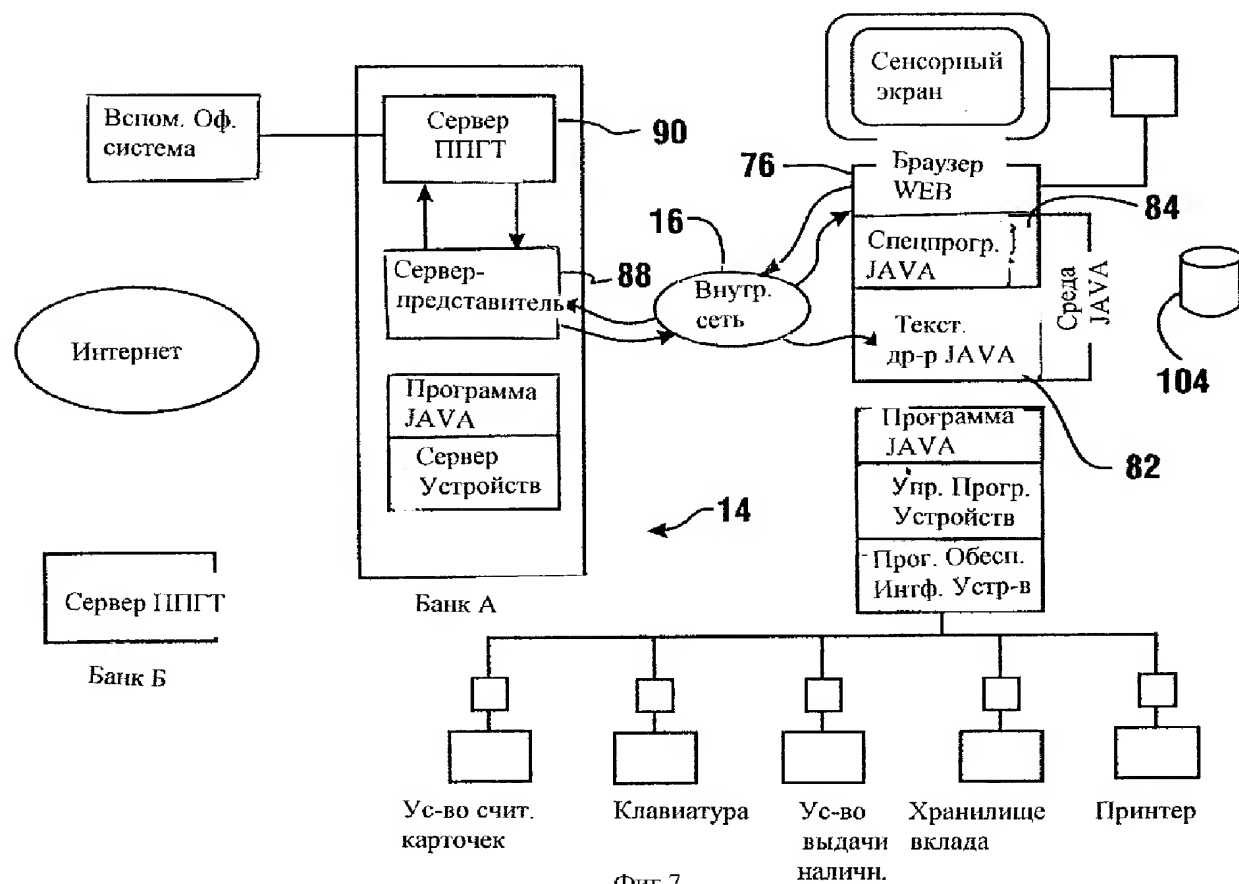 Сенсорный
экран
Вспом. Оф.
система
Сервер
ППГТ
90
76
Браузер
WEB
84
Спецпрогр.
JAVA
Среда
JAVA
16
Внутр.
сеть
Сервер-
представитель
88
Текст.
др-р JAVA
82
104
Интернет
Программа
JAVA
Сервер
Устройств
14
Программа
JAVA
Упр. Прогр.
Устройств
Прог. Обесп.
Интф. Устр-в
Сервер ППГТ
Банк Б
Банк А
Ус-во счит.
карточек
Клавиатура
Ус-во
выдачи
наличн.
Хранилище
вклада
Принтер
Фиг.7